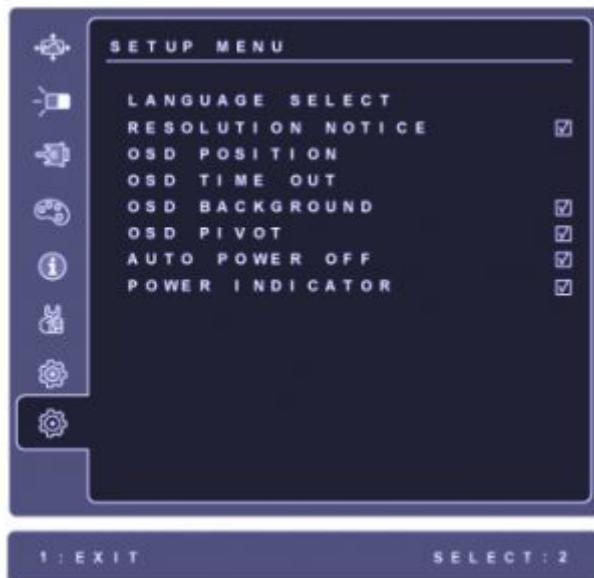 SETUP MENU
LANGUAGE SELECT
RESOLUTION NOTICE
OSD POSITION
OSD TIME OUT
OSD BACKGROUND
OSD PIVOT
AUTO POWER OFF
POWER INDICATOR
1:EXIT SELECT:2